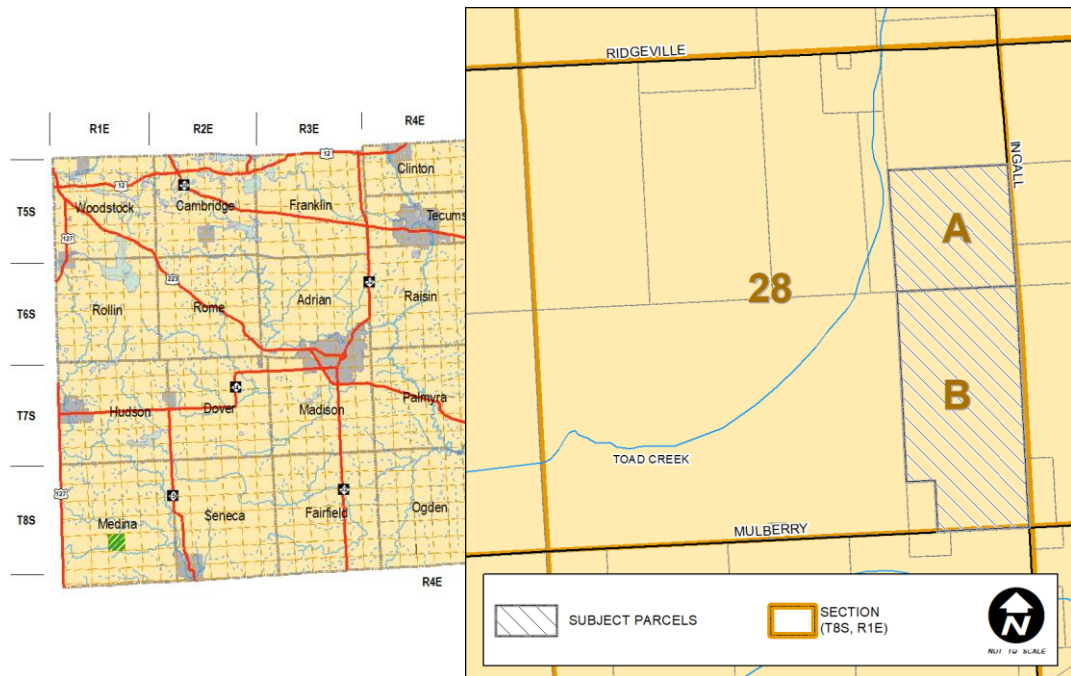 R1E
R2E
R3E
R4E
T5S
T6S
T7S
T8S
12
12
127
223
127
Woodstock
Cambridge
Franklin
Clinton
Tecums
Rollin
Rome
Adrian
Raisin
Hudson
Dover
Madison
Palmyra
Medina
Seneca
Fairfield
Ogden
R4E
RIDGEVILLE
INGALL
A
28
B
TOAD CREEK
MULBERRY
SUBJECT PARCELS
SECTION
(T8S, R1E)
N
NOT TO SCALE